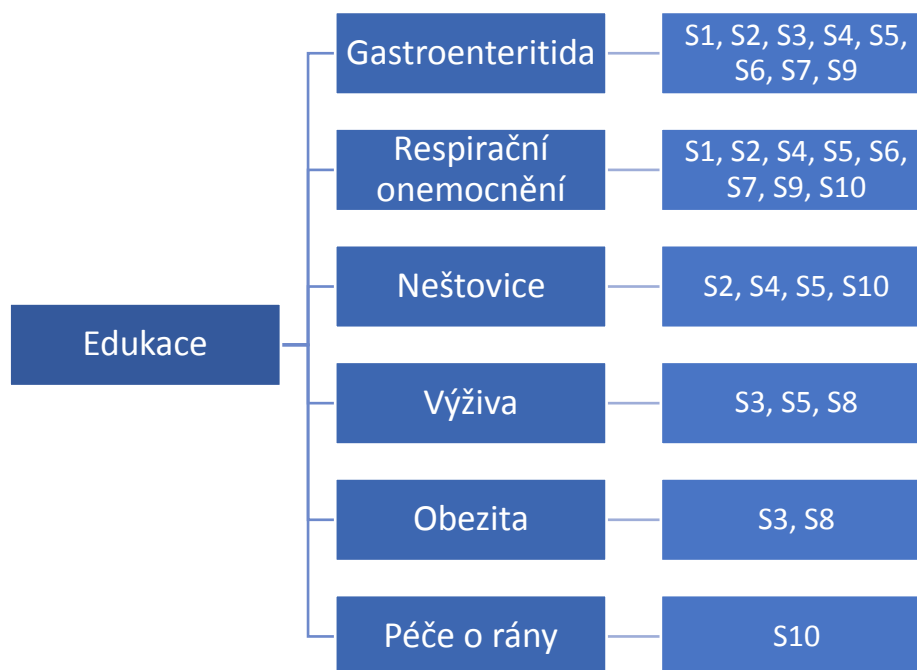 Edukace
Gastroenteritida
S1, S2, S3, S4, S5,
S6, S7, S9
Respirační
onemocnění
S1, S2, S4, S5, S6,
S7, S9, S10
Neštovice
S2, S4, S5, S10
Výživa
S3, S5, S8
Obezita
S3, S8
Péče o rány
S10